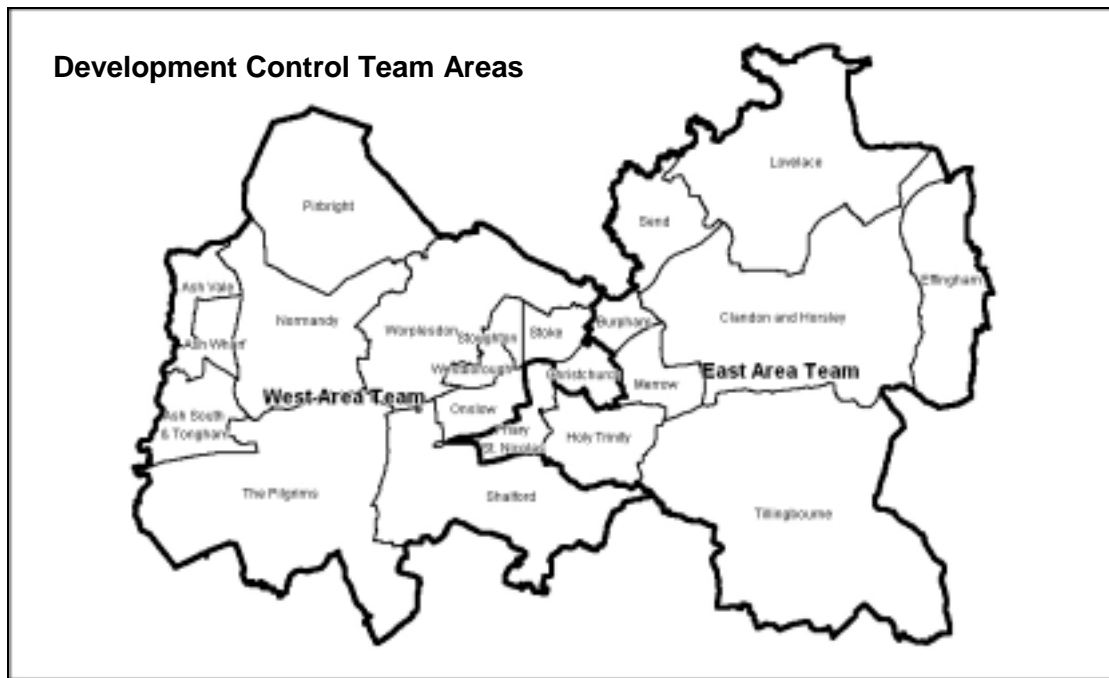 Development Control Team Areas
Lovelace
Pirbright
Send
Ash Vale
Effingham
Normandy
Worplesdon
Stoughton
Stoke
Burpham
Clandon and Horsley
Ash Wharf
Westborough
Christchurch
Merrow
East Area Team
West Area Team
Onslow
Ash South
& Tongham
Friary
St. Nicolas
Holy Trinity
The Pilgrims
Shalford
Tillingbourne